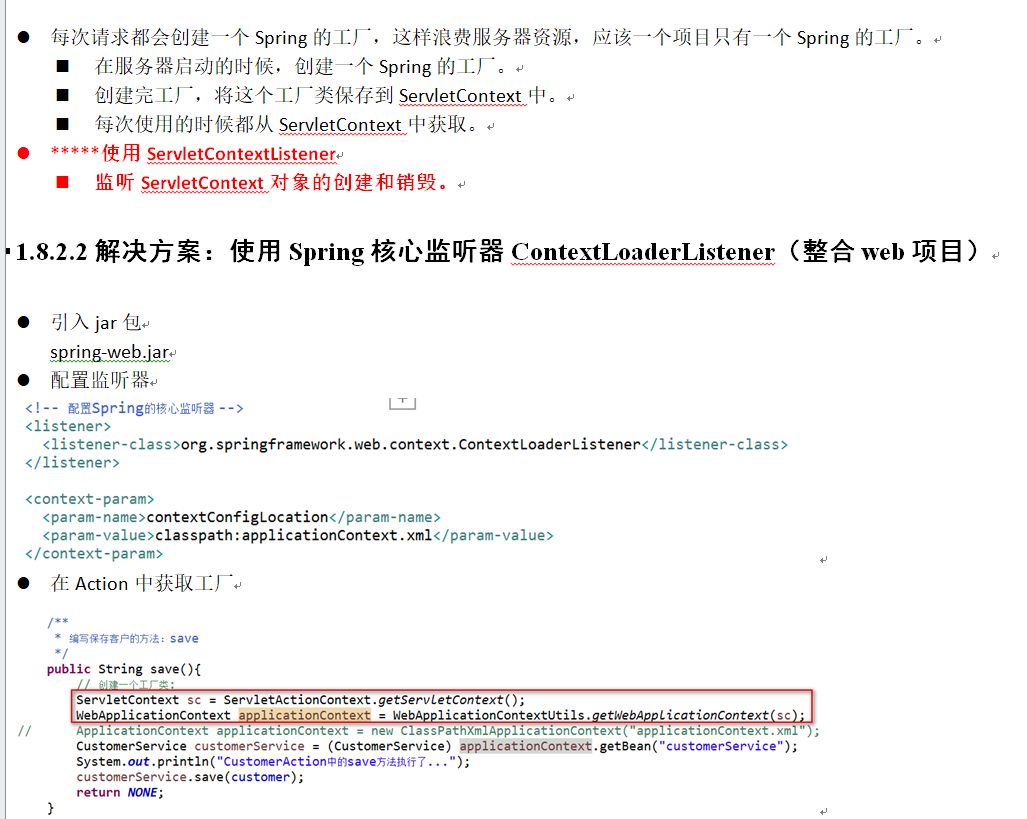 ● 每次请求都会创建一个 Spring 的工厂，这样浪费服务器资源，应该一个项目只有一个 Spring 的工厂。
■ 在服务器启动的时候，创建一个 Spring 的工厂。
■ 创建完工厂，将这个工厂类保存到 ServletContext 中。
■ 每次使用的时候都从 ServletContext 中获取。
● *****使用 ServletContextListener
■ 监听 ServletContext 对象的创建和销毁。
1.8.2.2 解决方案：使用 Spring 核心监听器 ContextLoaderListener（整合 web 项目）
● 引入 jar 包
spring-web.jar
● 配置监听器
<!-- 配置Spring的核心监听器 -->
<listener>
<listener-class>org.springframework.web.context.ContextLoaderListener</listener-class>
</listener>
<context-param>
<param-name>contextConfigLocation</param-name>
<param-value>classpath:applicationContext.xml</param-value>
</context-param>
● 在 Action 中获取工厂
/**
* 编写保存客户的方法：save
*/
public String save(){
// 创建一个工厂类：
ServletContext sc = ServletActionContext.getServletContext();
WebApplicationContext applicationContext = WebApplicationContextUtils.getWebApplicationContext(sc);
// ApplicationContext applicationContext = new ClassPathXmlApplicationContext("applicationContext.xml");
CustomerService customerService = (CustomerService) applicationContext.getBean("customerService");
System.out.println("CustomerAction中的save方法执行了...");
customerService.save(customer);
return NONE;
}